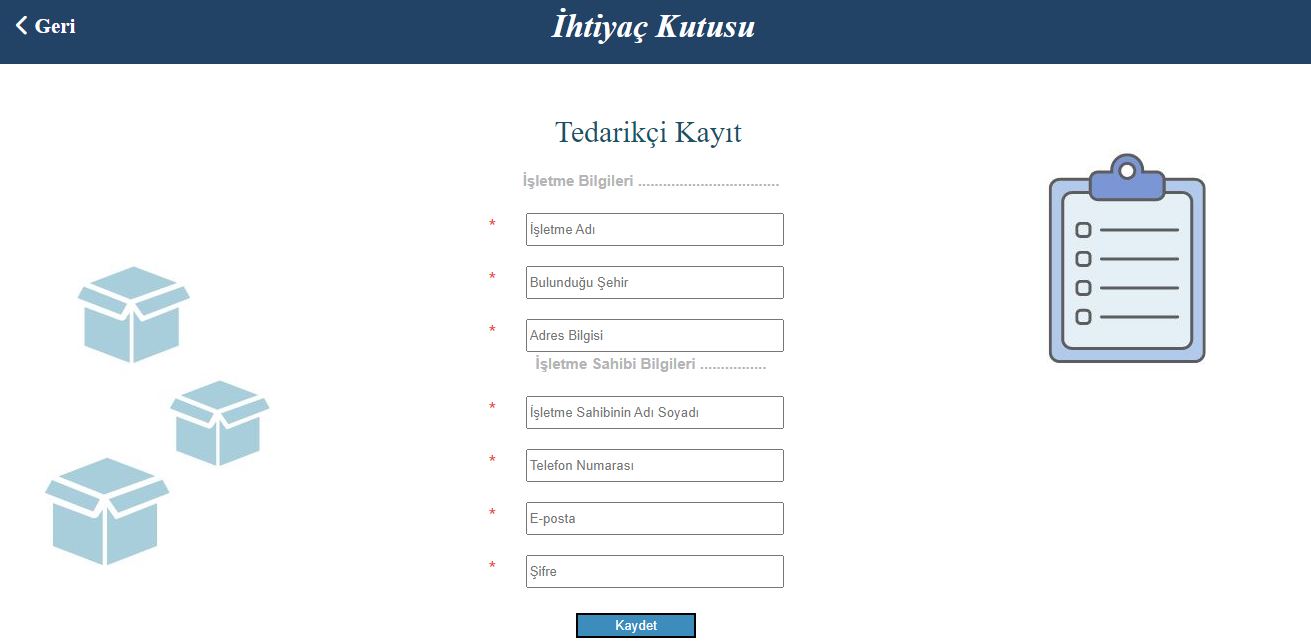 Geri
İhtiyaç Kutusu
Tedarikçi Kayıt
İşletme Bilgileri ................................
* İşletme Adı
* Bulunduğu Şehir
* Adres Bilgisi
İşletme Sahibi Bilgileri ...............
* İşletme Sahibinin Adı Soyadı
* Telefon Numarası
* E-posta
* Şifre
Kaydet